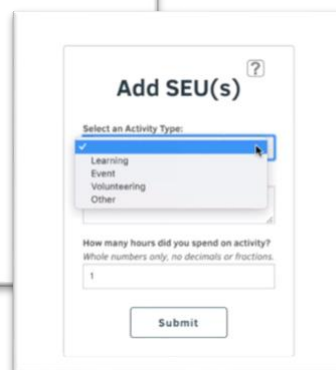 ?
Add SEU(s)
Select an Activity Type:
✓
Learning
Event
Volunteering
Other
How many hours did you spend on activity?
Whole numbers only, no decimals or fractions.
1
Submit